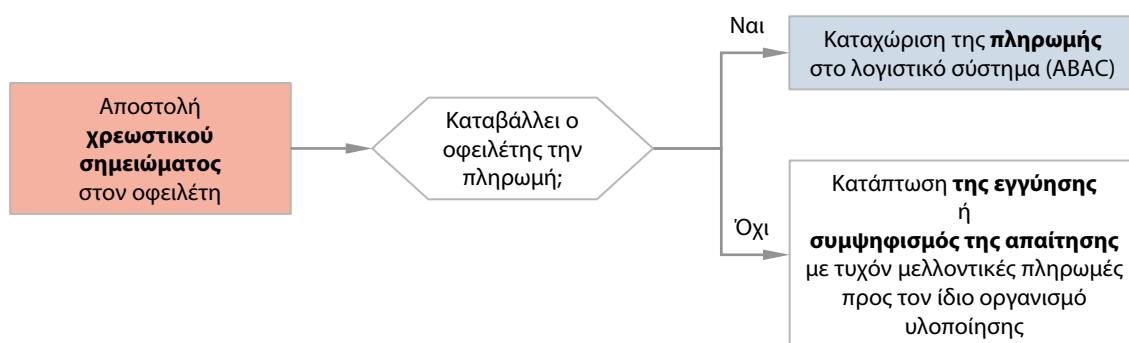 Αποστολή
χρεωστικού
σημειώματος
στον οφειλέτη
Καταβάλλει ο
οφειλέτης την
πληρωμή;
Ναι
Καταχώριση της πληρωμής
στο λογιστικό σύστημα (ABAC)
Όχι
Κατάπτωση της εγγύησης
ή
συμψηφισμός της απαίτησης
με τυχόν μελλοντικές πληρωμές
προς τον ίδιο οργανισμό
υλοποίησης